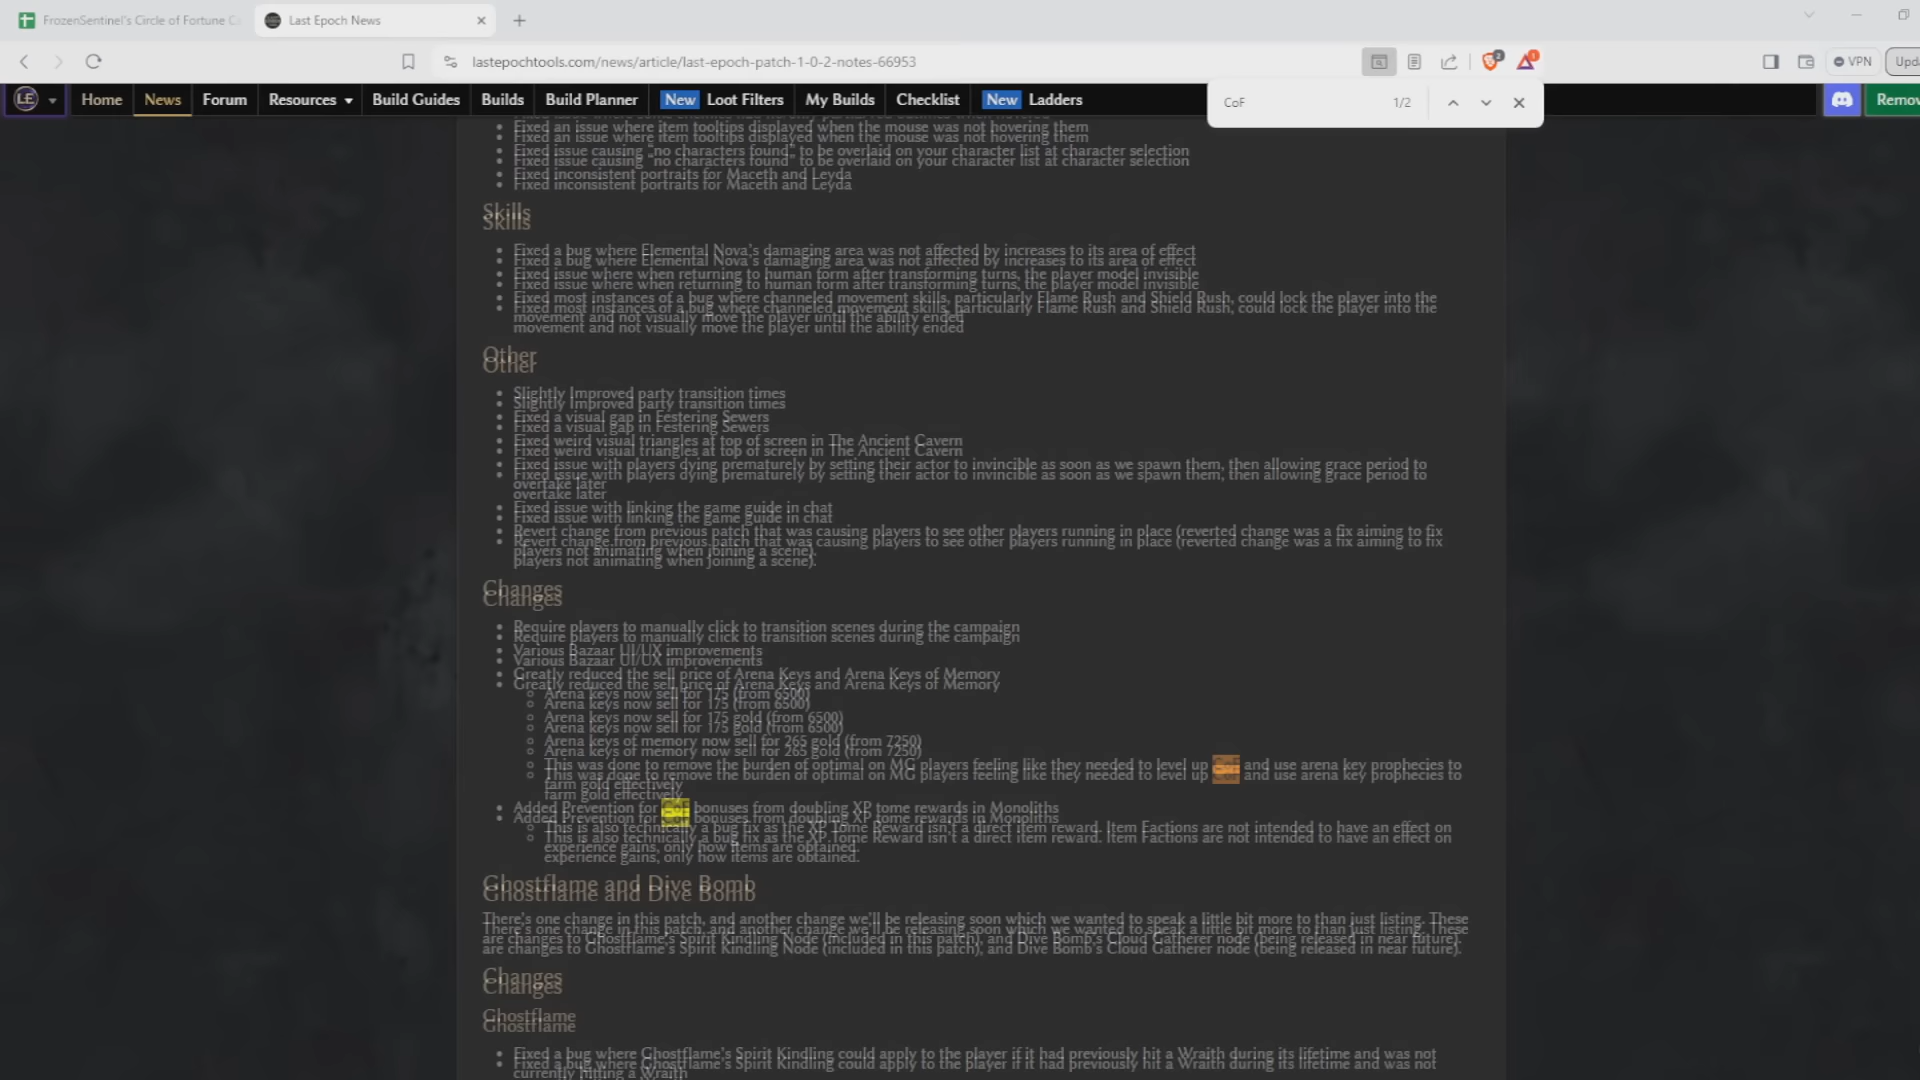 FrozenSentinel's Circle of Fortune C
Last Epoch News
lastepochtools.com/news/article/last-epoch-patch-1-0-2-notes-66953
2
1
VPN
Upda
LE
Home
News
Forum
Resources
Build Guides
Builds
Build Planner
New Loot Filters
My Builds
Checklist
New Ladders
CoF
1/2
Remov
Fixed an issue where item tooltips displayed when the mouse was not hovering them
Fixed issue causing "no characters found" to be overlaid on your character list at character selection
Fixed inconsistent portraits for Maceth and Leyda
Skills
Fixed a bug where Elemental Nova's damaging area was not affected by increases to its area of effect
Fixed issue where when returning to human form after transforming turns, the player model invisible
Fixed most instances of a bug where channeled movement skills, particularly Flame Rush and Shield Rush, could lock the player into the
movement and not visually move the player until the ability ended
Other
Slightly Improved party transition times
Fixed a visual gap in Festering Sewers
Fixed weird visual triangles at top of screen in The Ancient Cavern
Fixed issue with players dying prematurely by setting their actor to invincible as soon as we spawn them, then allowing grace period to
overtake later
Fixed issue with linking the game guide in chat
Revert change from previous patch that was causing players to see other players running in place (reverted change was a fix aiming to fix
players not animating when joining a scene).
Changes
Require players to manually click to transition scenes during the campaign
Various Bazaar UI/UX improvements
Greatly reduced the sell price of Arena Keys and Arena Keys of Memory
Arena keys now sell for 175 (from 6500)
Arena keys now sell for 175 gold (from 6500)
Arena keys of memory now sell for 265 gold (from 7250)
This was done to remove the burden of optimal on MG players feeling like they needed to level up CoF and use arena key prophecies to
farm gold effectively
Added Prevention for CoF bonuses from doubling XP tome rewards in Monoliths
This is also technically a bug fix as the XP Tome Reward isn't a direct item reward. Item Factions are not intended to have an effect on
experience gains, only how items are obtained.
Ghostflame and Dive Bomb
There's one change in this patch, and another change we'll be releasing soon which we wanted to speak a little bit more to than just listing. These
are changes to Ghostflame's Spirit Kindling Node (included in this patch), and Dive Bomb's Cloud Gatherer node (being released in near future).
Changes
Ghostflame
Fixed a bug where Ghostflame's Spirit Kindling could apply to the player if it had previously hit a Wraith during its lifetime and was not
currently hitting a Wraith